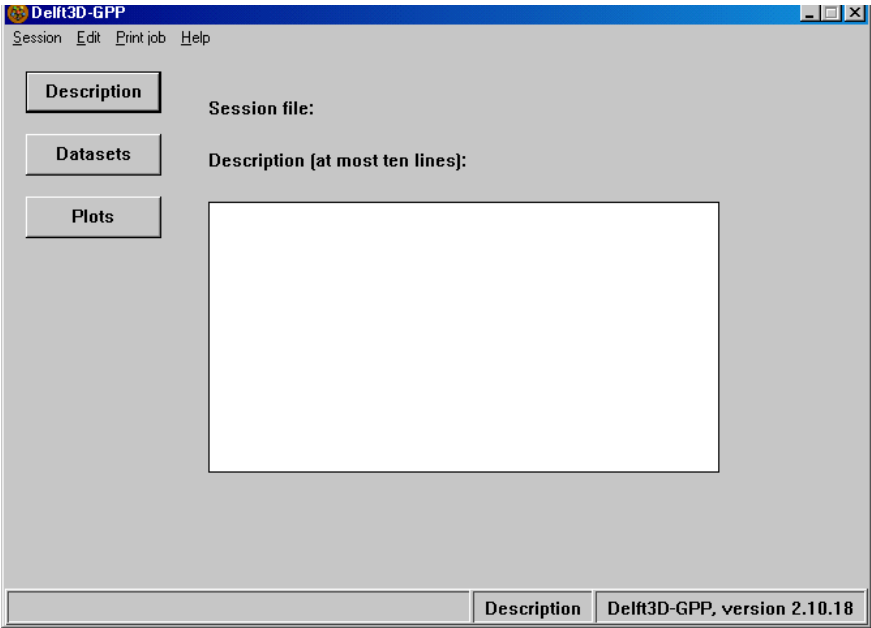 Delft3D-GPP
Session Edit Print job Help
Description
Session file:
Datasets
Description (at most ten lines):
Plots
Description
Delft3D-GPP, version 2.10.18